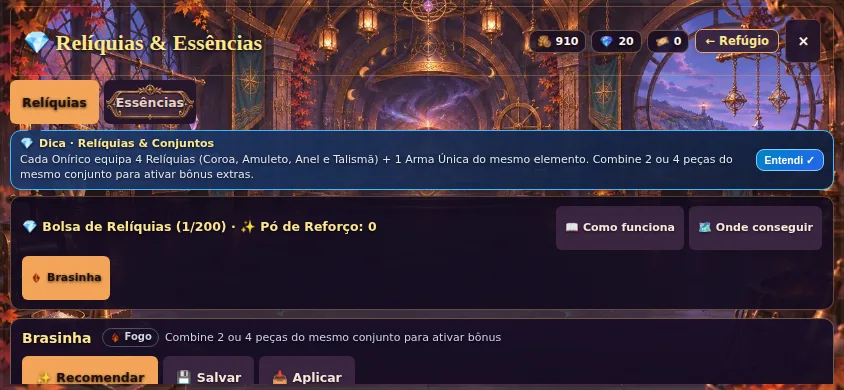 Relíquias & Essências
910
20
0
← Refúgio
×
Relíquias
Essências
Dica · Relíquias & Conjuntos
Cada Onírico equipa 4 Relíquias (Coroa, Amuleto, Anel e Talismã) + 1 Arma Única do mesmo elemento. Combine 2 ou 4 peças do
mesmo conjunto para ativar bônus extras.
Entendi ✓
Bolsa de Relíquias (1/200) · ✨ Pó de Reforço: 0
Como funciona
Onde conseguir
Brasinha
Brasinha
Fogo
Combine 2 ou 4 peças do mesmo conjunto para ativar bônus
Recomendar
Salvar
Aplicar